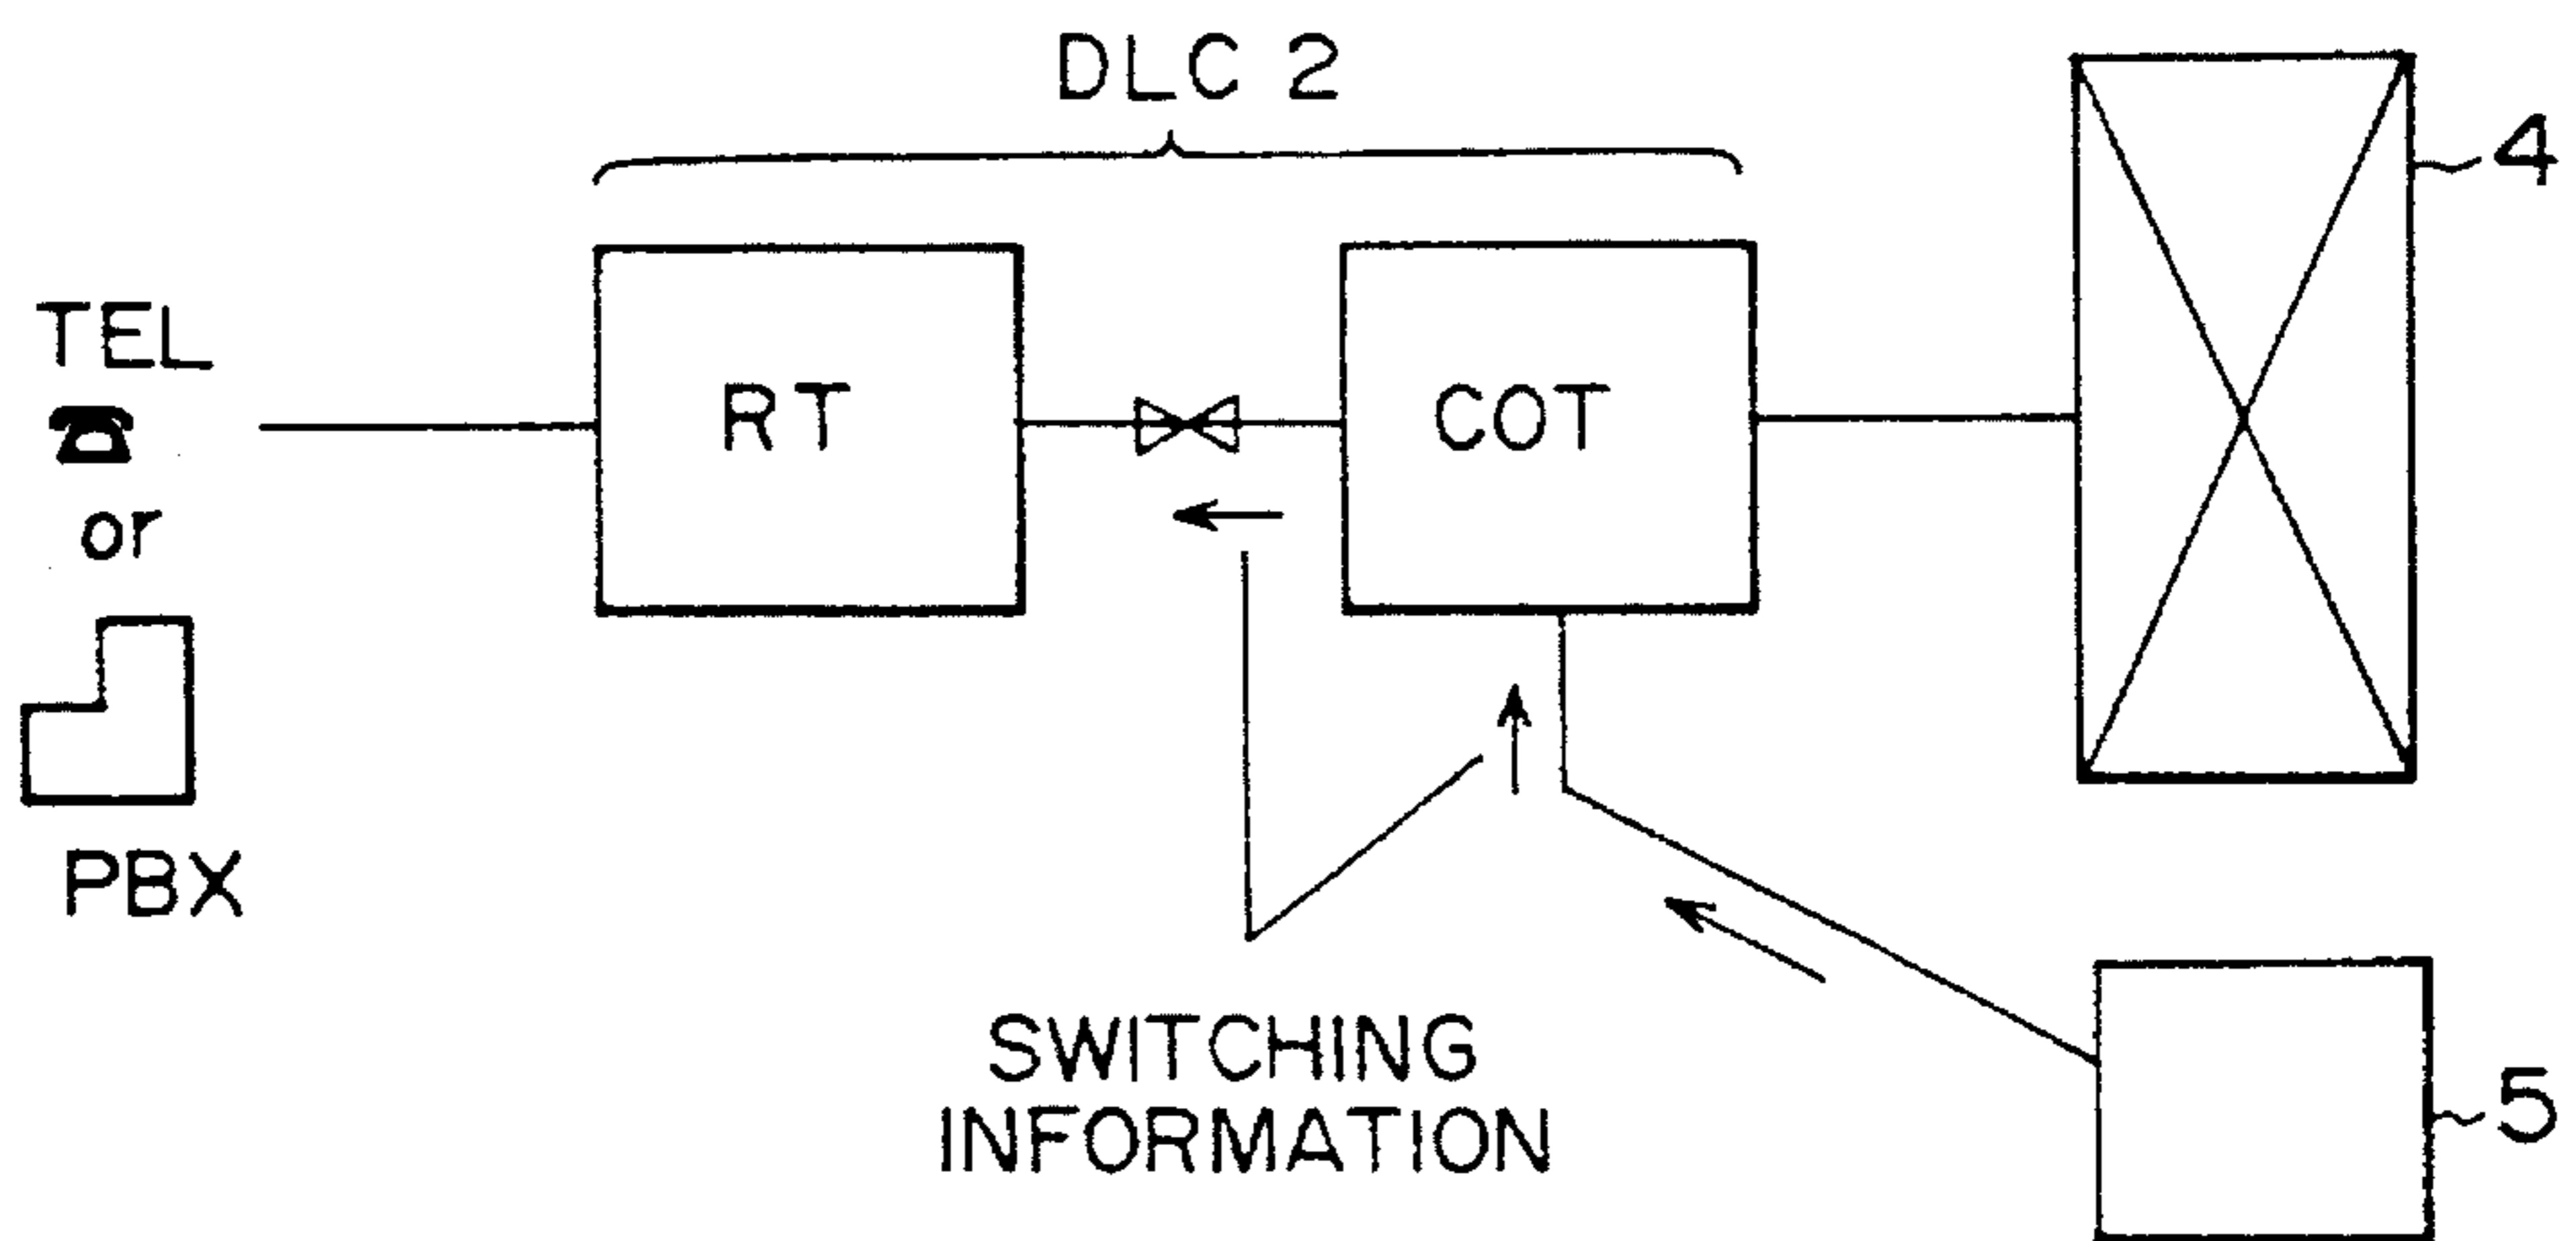 DLC 2
4
TEL
RT
COT
or
PBX
SWITCHING
INFORMATION
5